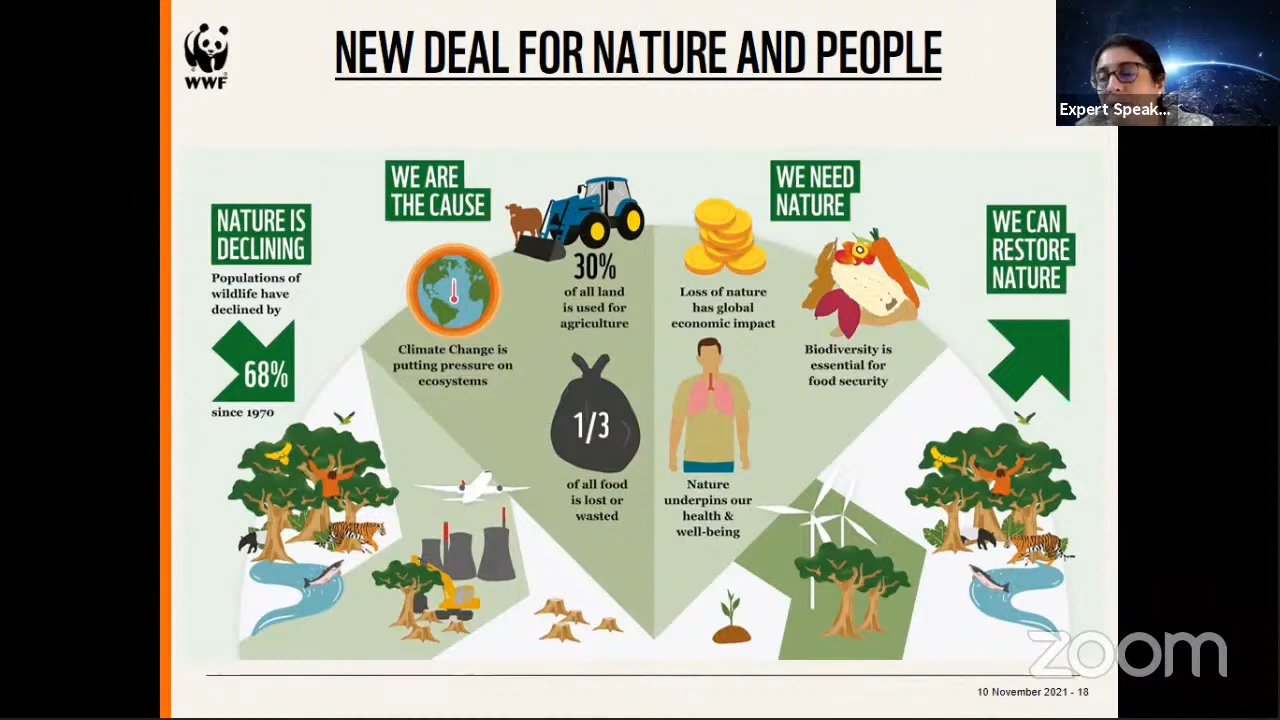 WWF
NEW DEAL FOR NATURE AND PEOPLE
Expert Speak...
NATURE IS
DECLINING
Populations of
wildlife have
declined by
68%
since 1970
WE ARE
THE CAUSE
Climate Change is
putting pressure on
ecosystems
30%
of all land
is used for
agriculture
1/3
of all food
is lost or
wasted
WE NEED
NATURE
Loss of nature
has global
economic impact
Biodiversity is
essential for
food security
Nature
underpins our
health &
well-being
WE CAN
RESTORE
NATURE
zoom
10 November 2021 - 18